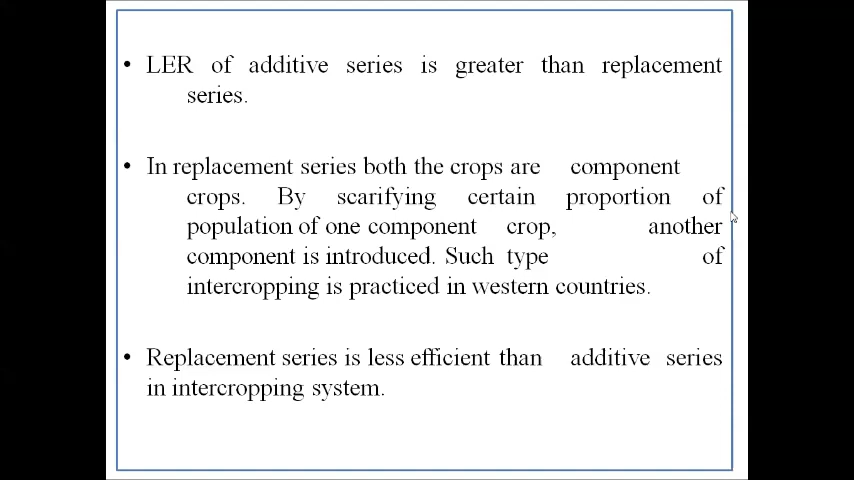 • LER of additive series is greater than replacement
series.
• In replacement series both the crops are component
crops. By scarifying certain proportion of
population of one component crop, another
component is introduced. Such type of
intercropping is practiced in western countries.
• Replacement series is less efficient than additive series
in intercropping system.